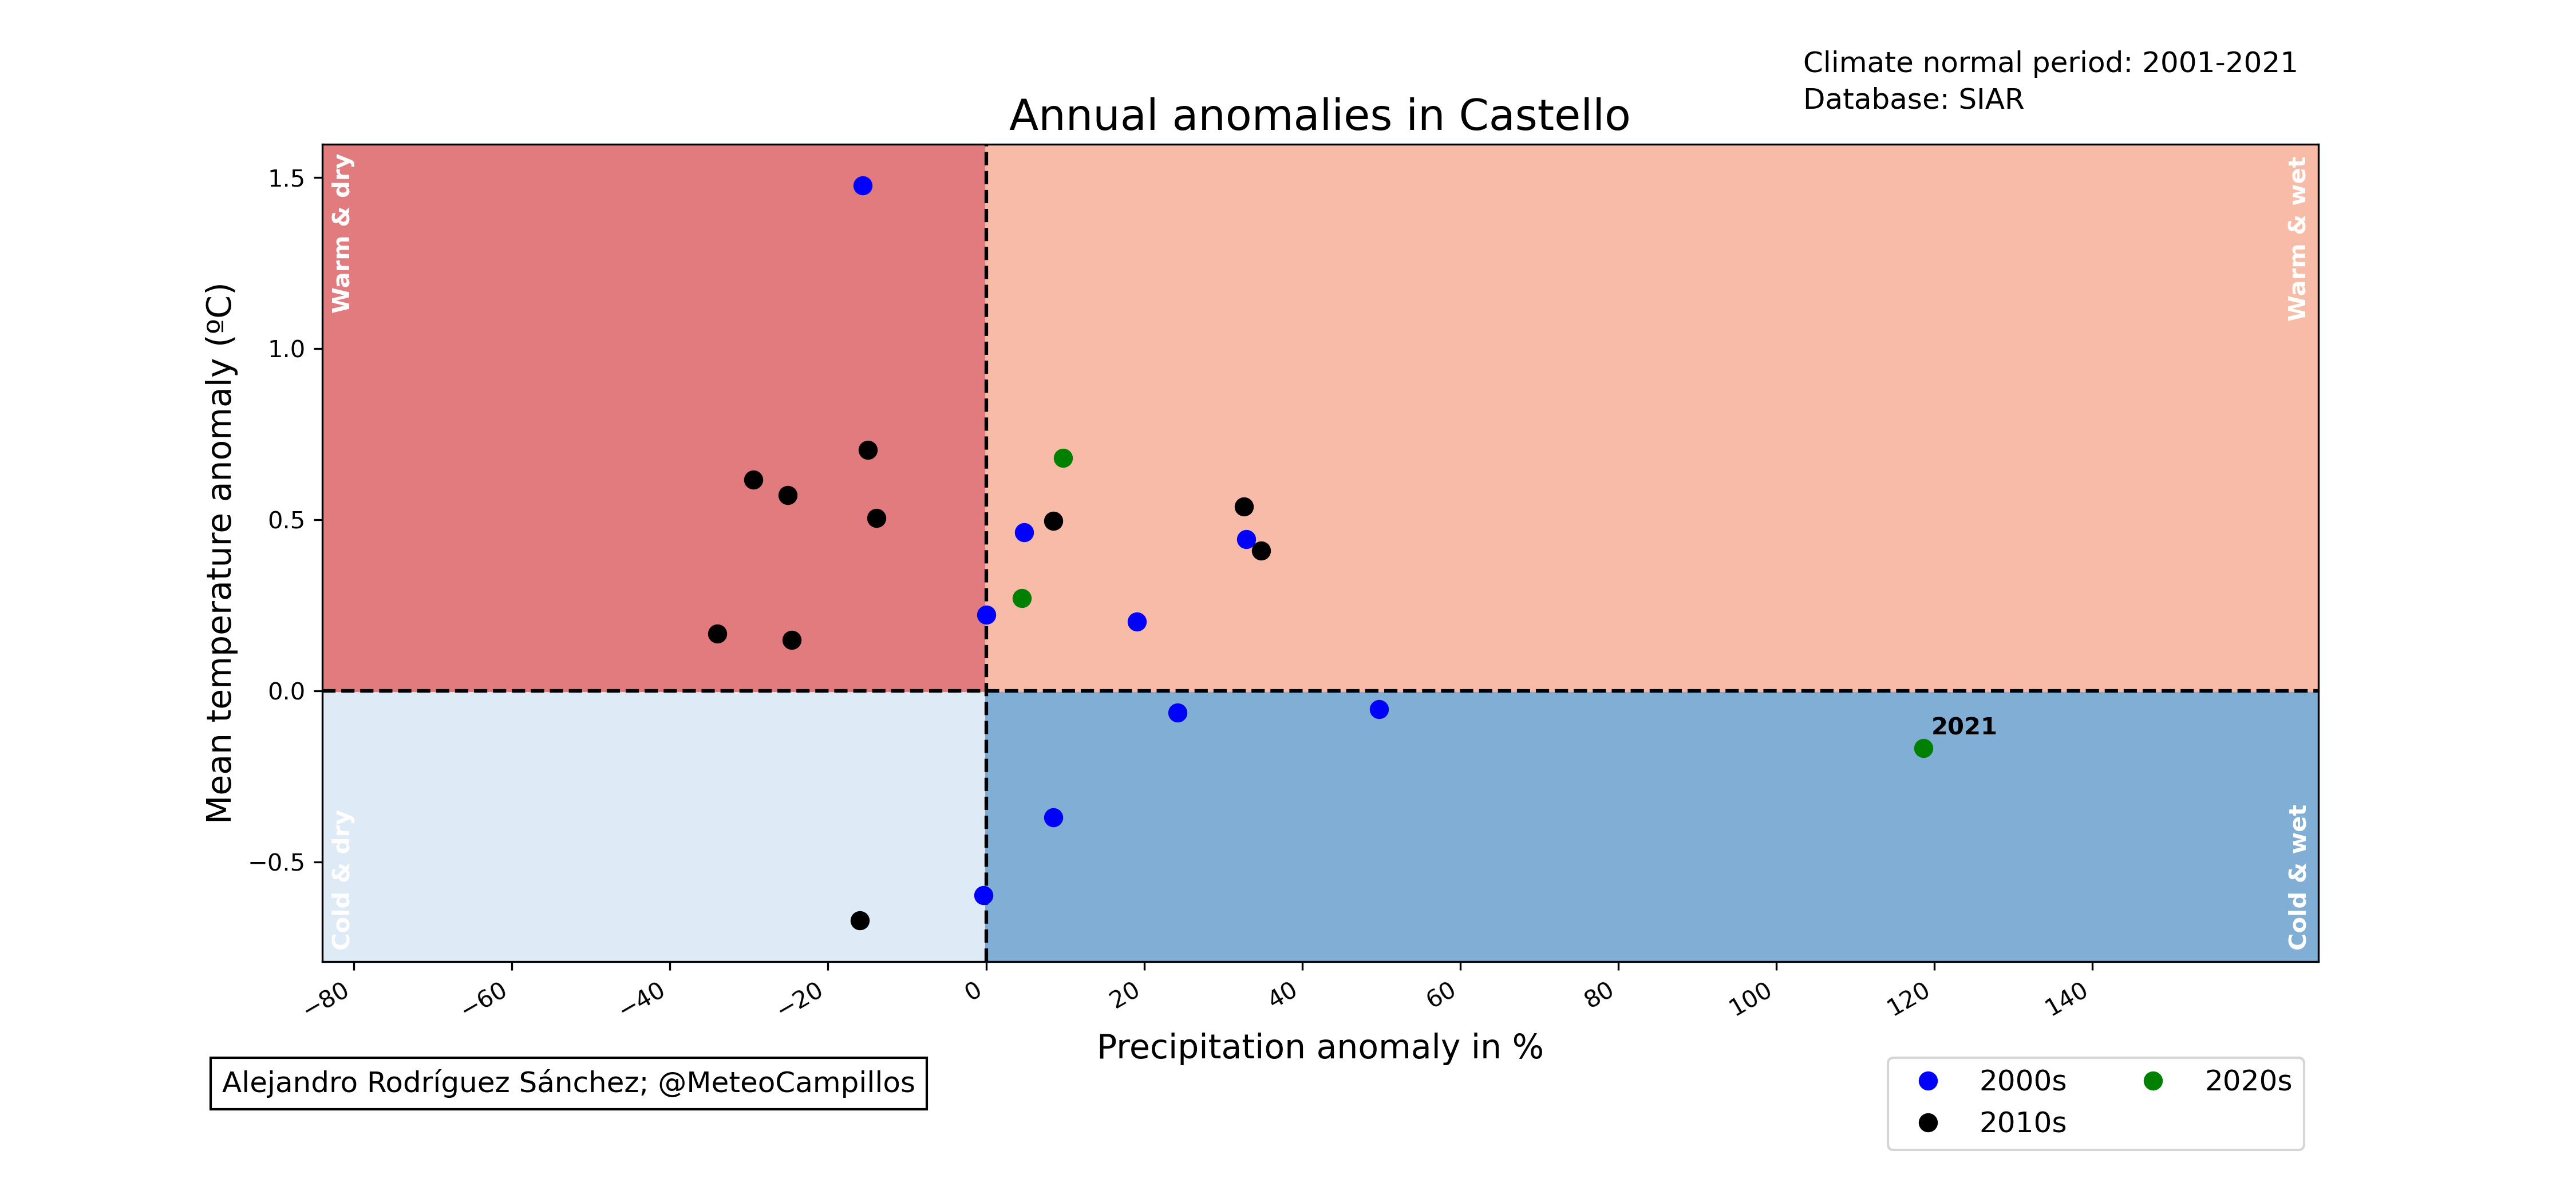 Climate normal period: 2001-2021
Database: SIAR
Annual anomalies in Castello
Warm & dry
Warm & wet
1.5
1.0
0.5
0.0
−0.5
Mean temperature anomaly (ºC)
2021
Cold & dry
Cold & wet
−80
−60
−40
−20
0
20
40
60
80
100
120
140
Precipitation anomaly in %
Alejandro Rodríguez Sánchez; @MeteoCampillos
2000s
2010s
2020s